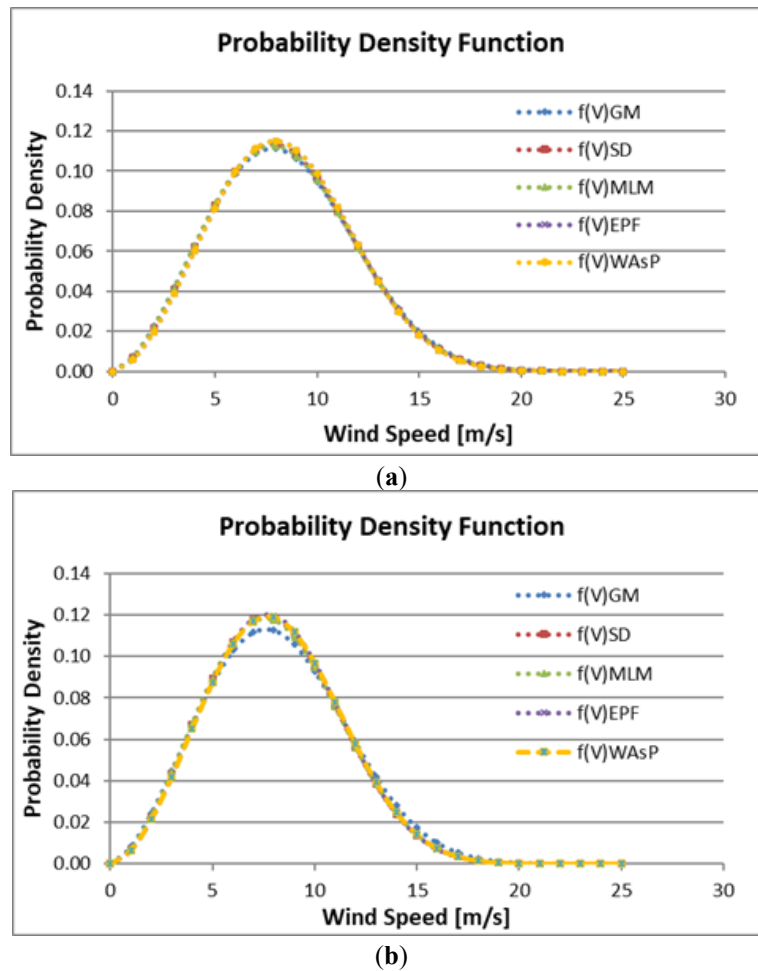 Probability Density Function
0.14
0.12
0.10
0.08
0.06
0.04
0.02
0.00
Probability Density
f(V)GM
f(V)SD
f(V)MLM
f(V)EPF
f(V)WAsP
0 5 10 15 20 25 30
Wind Speed [m/s]
(a)
Probability Density Function
0.14
0.12
0.10
0.08
0.06
0.04
0.02
0.00
Probability Density
f(V)GM
f(V)SD
f(V)MLM
f(V)EPF
f(V)WAsP
0 5 10 15 20 25 30
Wind Speed [m/s]
(b)